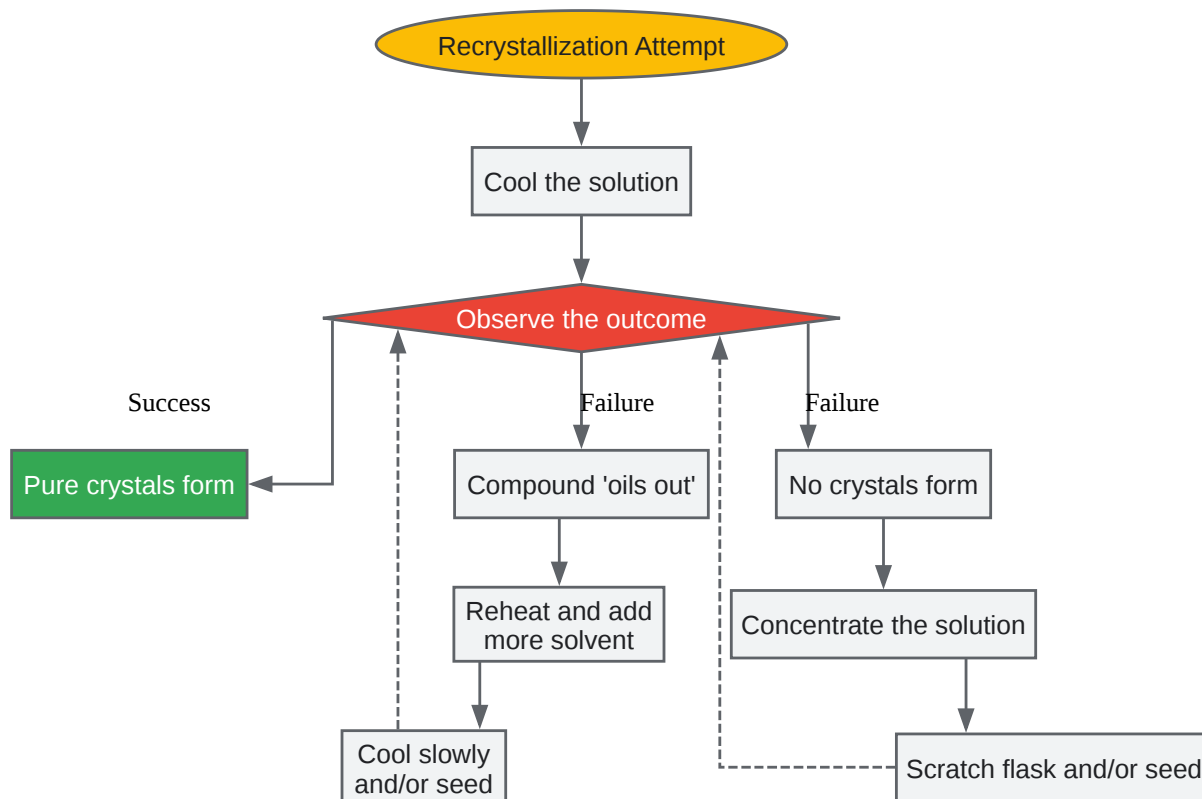 Recrystallization Attempt
Cool the solution
Observe the outcome
Success
Failure
Failure
Pure crystals form
Compound 'oils out'
No crystals form
Reheat and add
more solvent
Concentrate the solution
Cool slowly
and/or seed
Scratch flask and/or seed